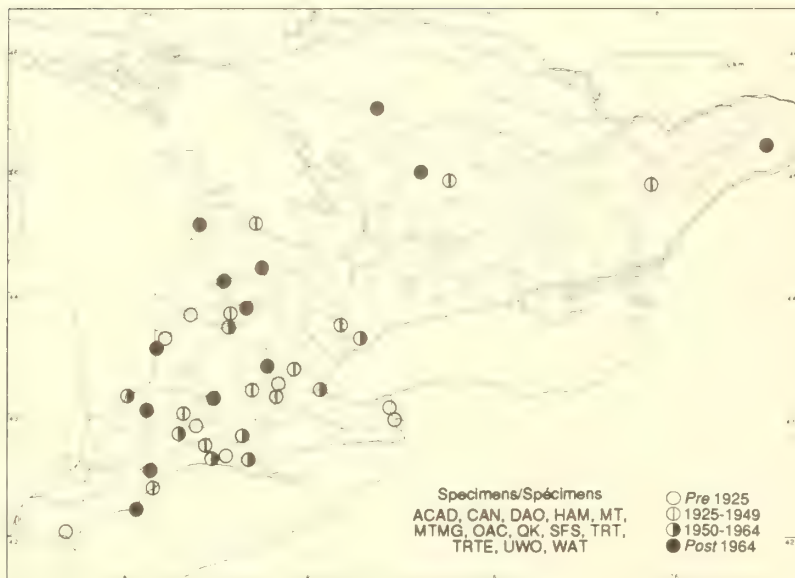 Specimens/Spécimens
ACAD, CAN, DAO, HAM, MT,
MTMG, OAC, QK, SFS, TRT,
TRTE, UWO, WAT
Pre 1925
1925-1949
1950-1964
Post 1964